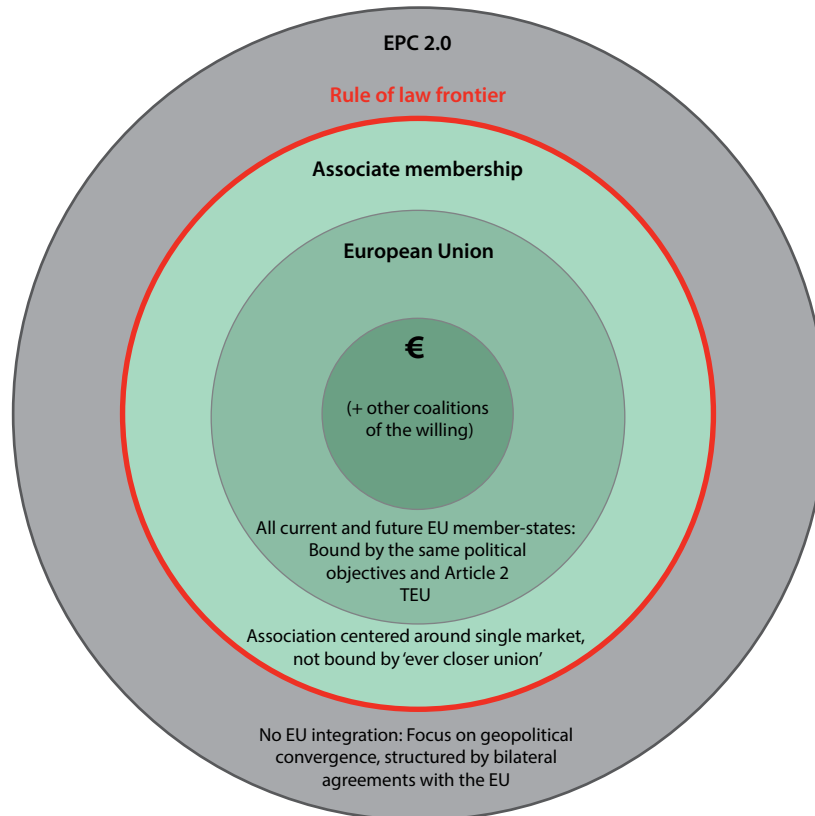 EPC 2.0
Rule of law frontier
Associate membership
European Union
€
(+ other coalitions
of the willing)
All current and future EU member-states:
Bound by the same political
objectives and Article 2
TEU
Association centered around single market,
not bound by ‘ever closer union’
No EU integration: Focus on geopolitical
convergence, structured by bilateral
agreements with the EU